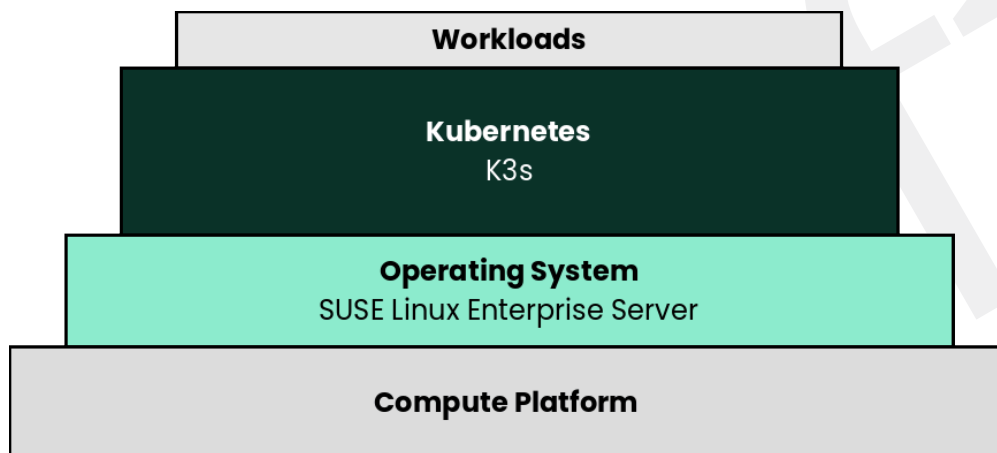 Workloads
Kubernetes
K3s
Operating System
SUSE Linux Enterprise Server
Compute Platform